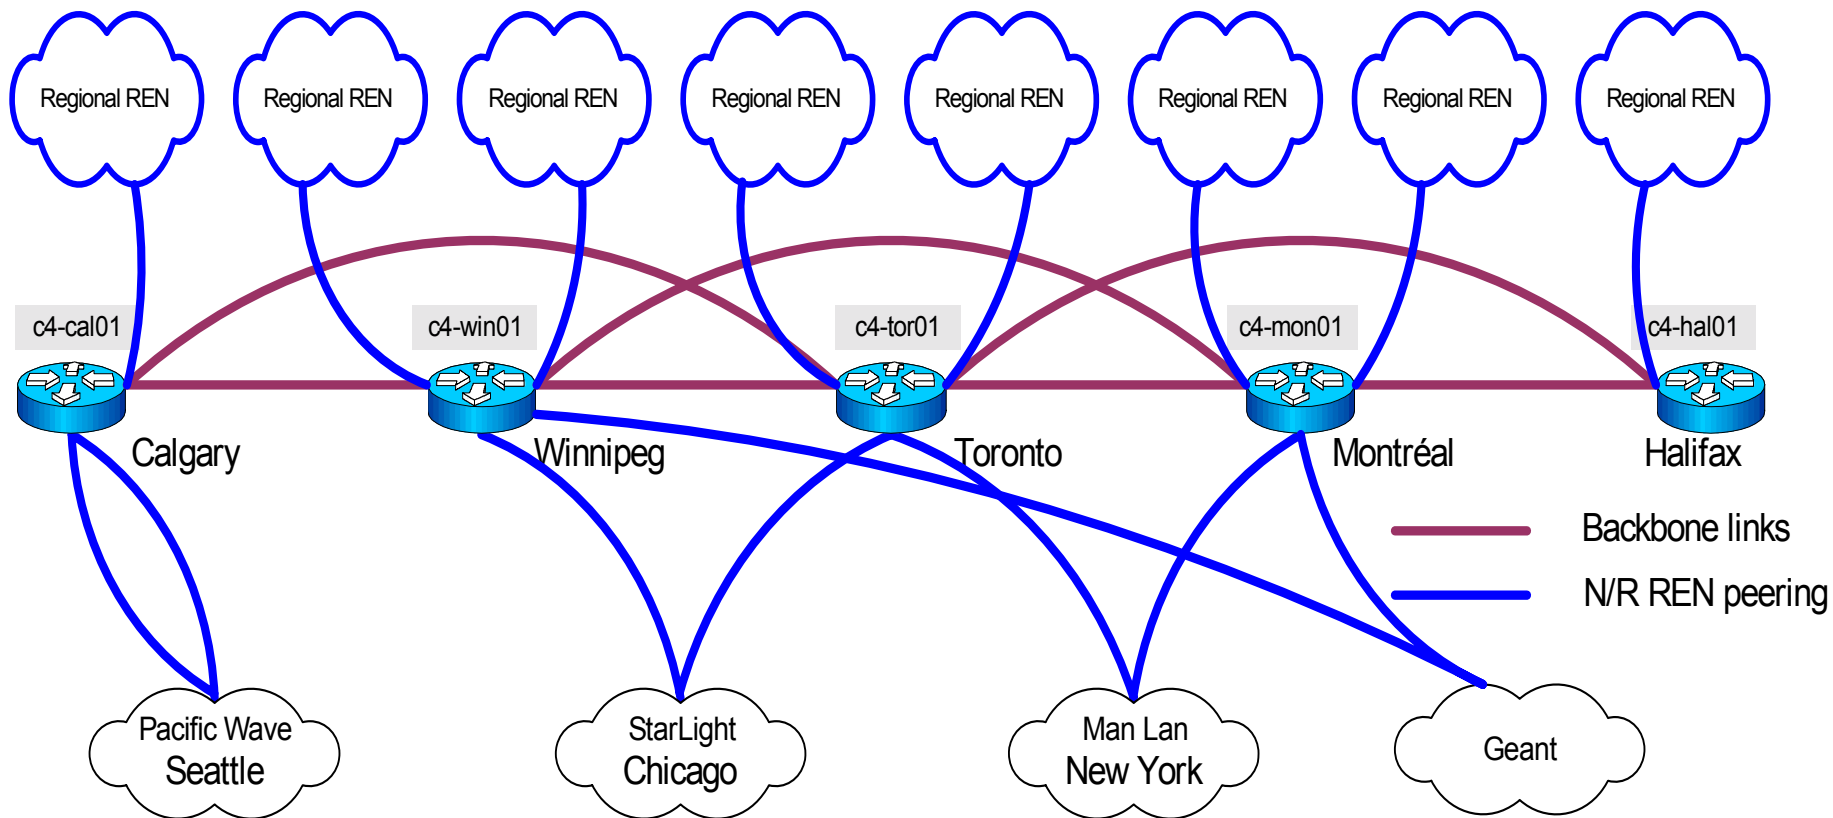 Regional REN
Regional REN
Regional REN
Regional REN
Regional REN
Regional REN
Regional REN
Regional REN
c4-cal01
c4-win01
c4-tor01
c4-mon01
c4-hal01
Calgary
Winnipeg
Toronto
Montréal
Halifax
Backbone links
N/R REN peering
Pacific Wave
Seattle
StarLight
Chicago
Man Lan
New York
Geant